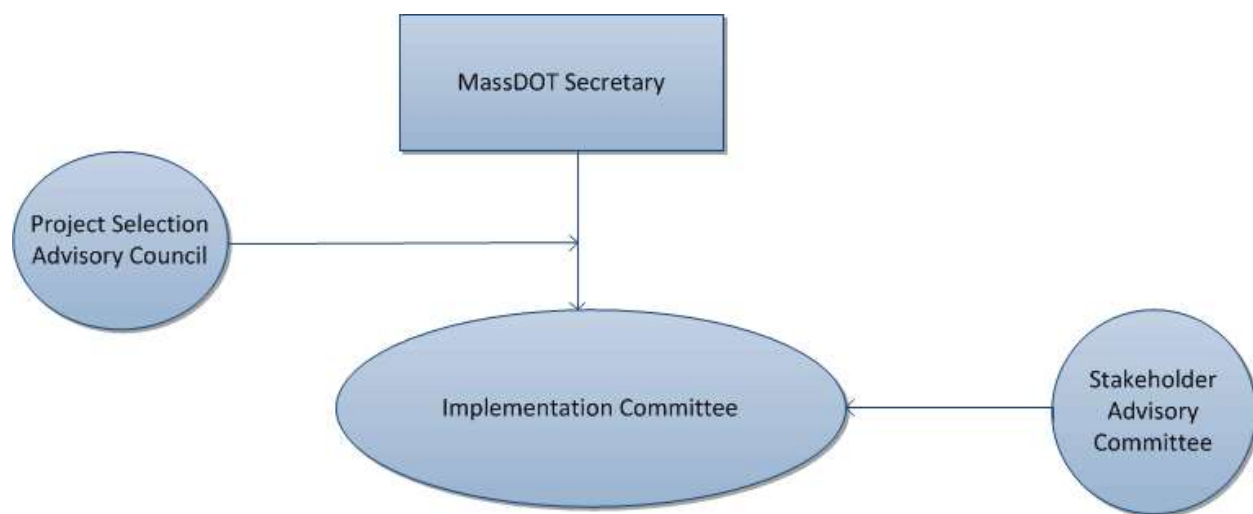 MassDOT Secretary
Project Selection
Advisory Council
Implementation Committee
Stakeholder
Advisory
Committee